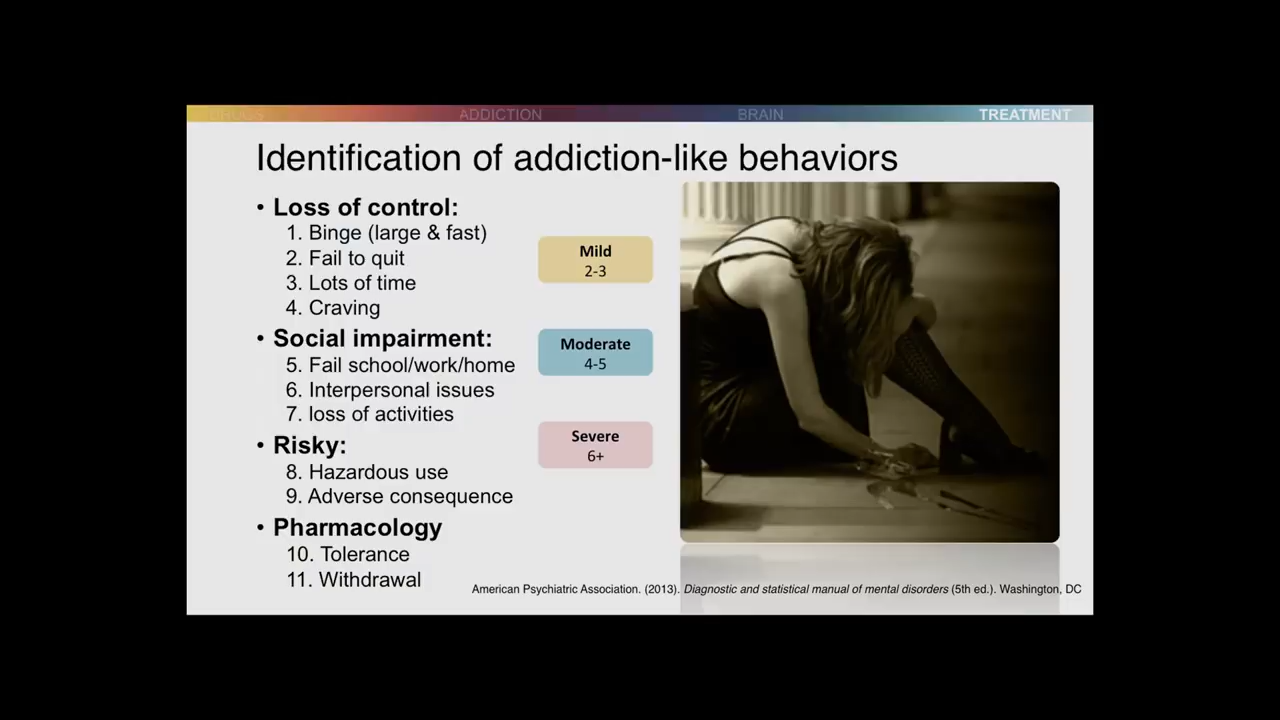 DRUGS ADDICTION BRAIN TREATMENT
Identification of addiction-like behaviors
• Loss of control:
1. Binge (large & fast)
2. Fail to quit
3. Lots of time
4. Craving
• Social impairment:
5. Fail school/work/home
6. Interpersonal issues
7. loss of activities
• Risky:
8. Hazardous use
9. Adverse consequence
• Pharmacology
10. Tolerance
11. Withdrawal
Mild
2-3
Moderate
4-5
Severe
6+
American Psychiatric Association. (2013). Diagnostic and statistical manual of mental disorders (5th ed.). Washington, DC